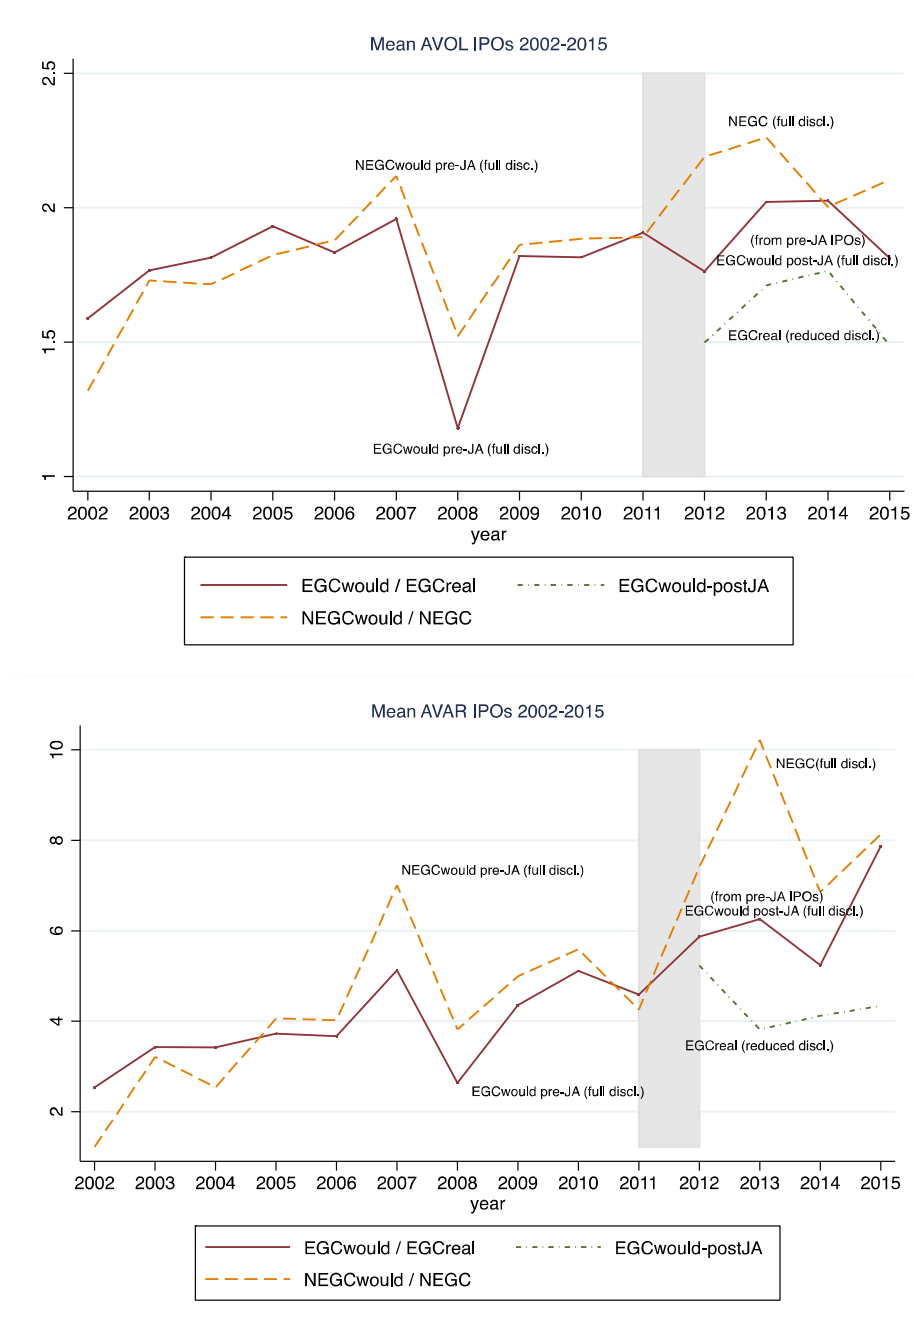 Mean AVOL IPOs 2002-2015
2.5
2
1.5
1
NEGC (full discl.)
NEGCwould pre-JA (full disc.)
(from pre-JA IPOs)
EGCwould post-JA (full discl.)
EGCreal (reduced discl.)
EGCwould pre-JA (full discl.)
2002 2003 2004 2005 2006 2007 2008 2009 2010 2011 2012 2013 2014 2015
year
EGCwould / EGCreal EGCwould-postJA
NEGCwould / NEGC
Mean AVAR IPOs 2002-2015
10
8
6
4
2
NEGC(full discl.)
NEGCwould pre-JA (full disc.)
(from pre-JA IPOs)
EGCwould post-JA (full discl.)
EGCreal (reduced discl.)
EGCwould pre-JA (full discl.)
2002 2003 2004 2005 2006 2007 2008 2009 2010 2011 2012 2013 2014 2015
year
EGCwould / EGCreal EGCwould-postJA
NEGCwould / NEGC